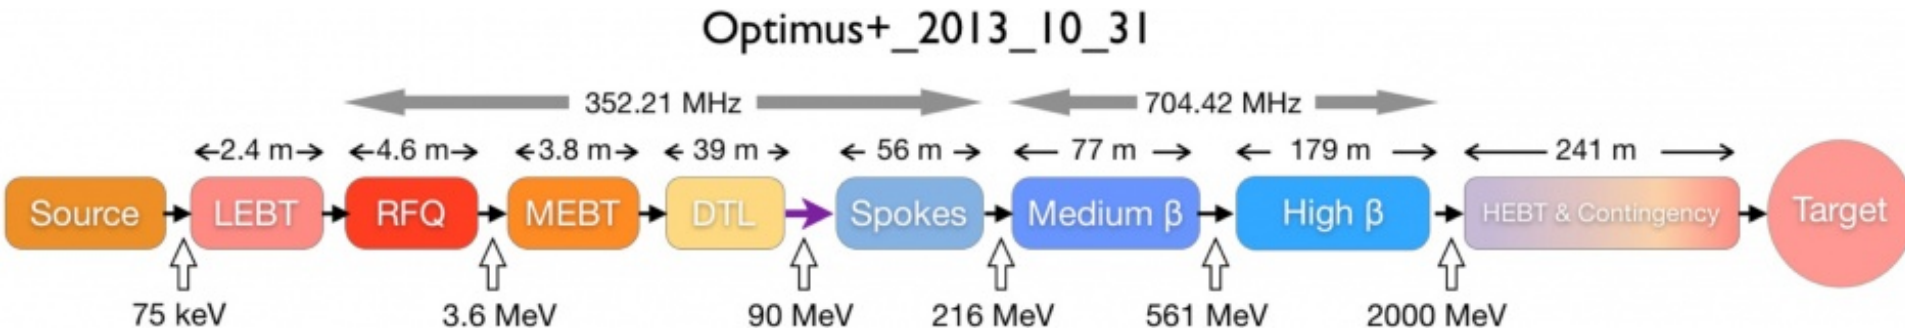 Optimus+_2013_10_31
352.21 MHz 704.42 MHz
2.4 m 4.6 m 3.8 m 39 m 56 m 77 m 179 m 241 m
Source LEBT RFQ MEBT DTL Spokes Medium β High β HEBT & Contingency Target
75 keV 3.6 MeV 90 MeV 216 MeV 561 MeV 2000 MeV